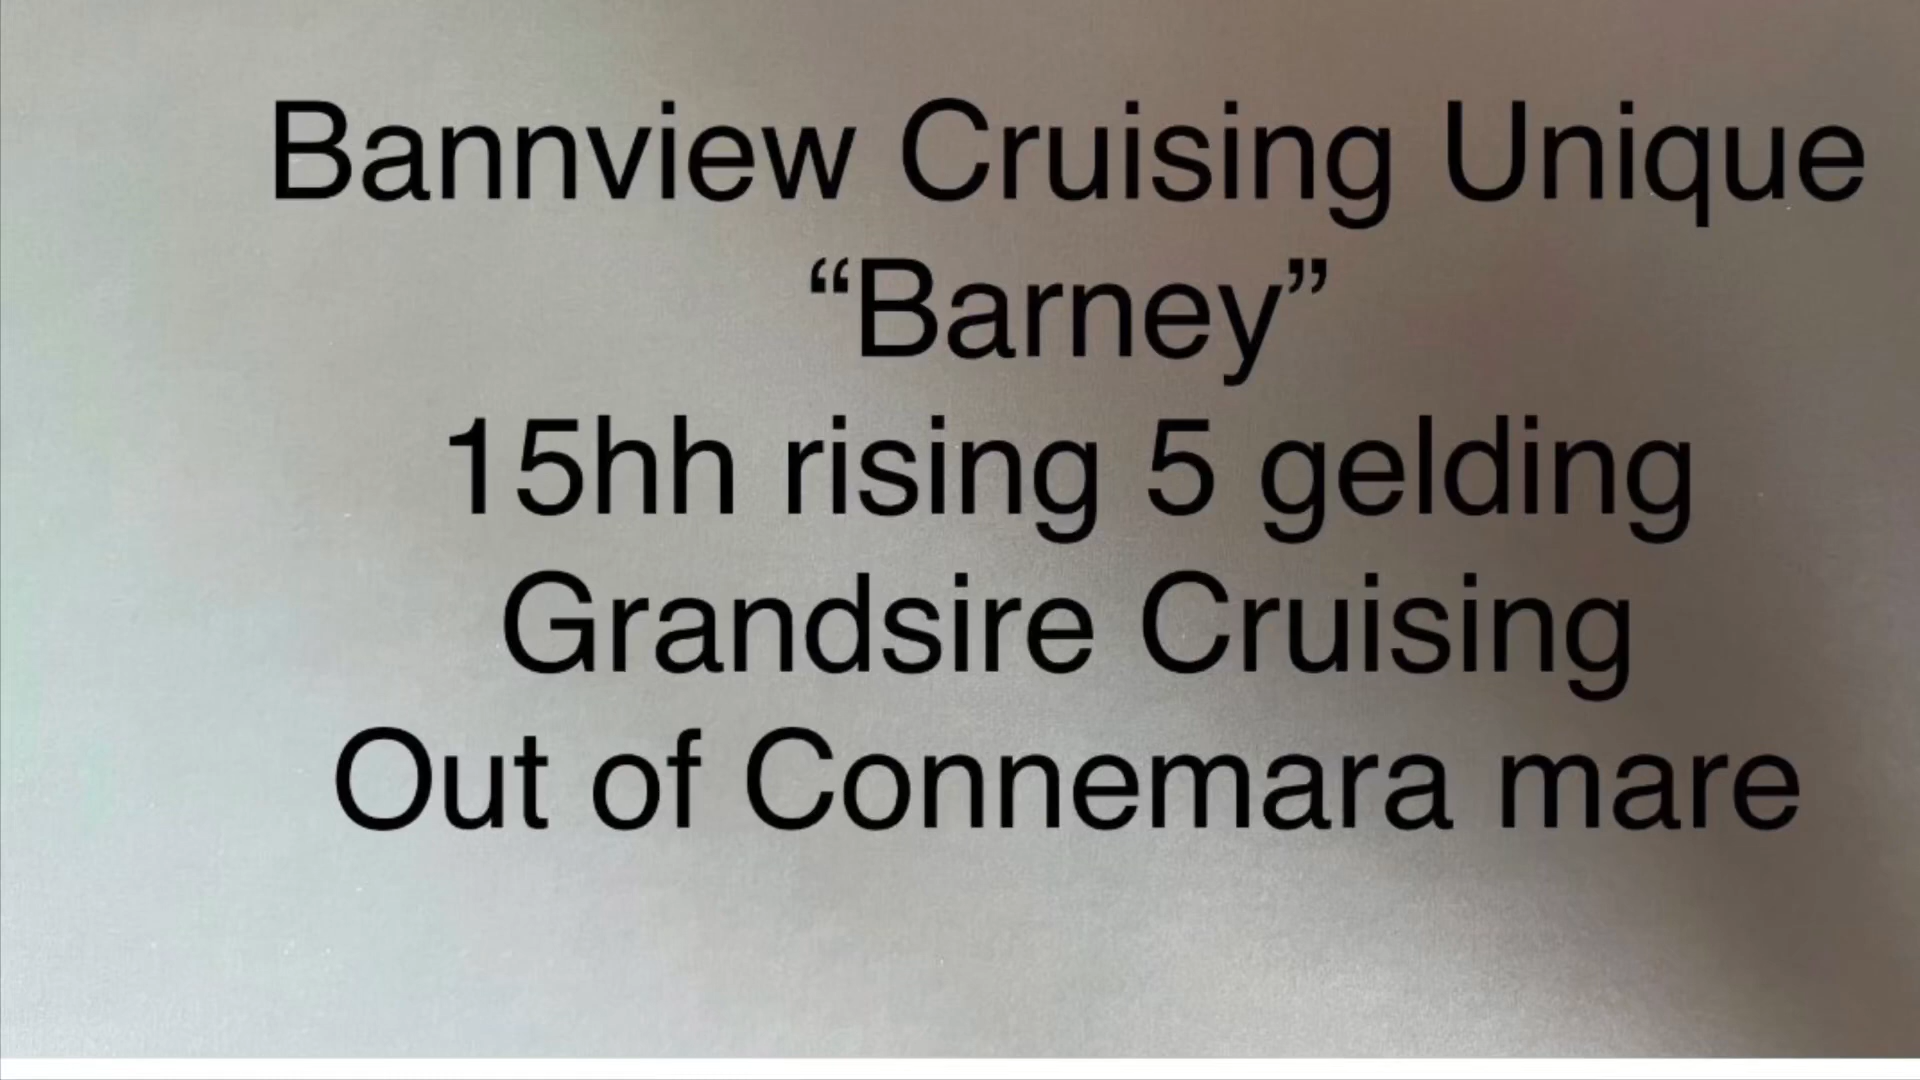 Bannview Cruising Unique
“Barney”
15hh rising 5 gelding
Grandsire Cruising
Out of Connemara mare